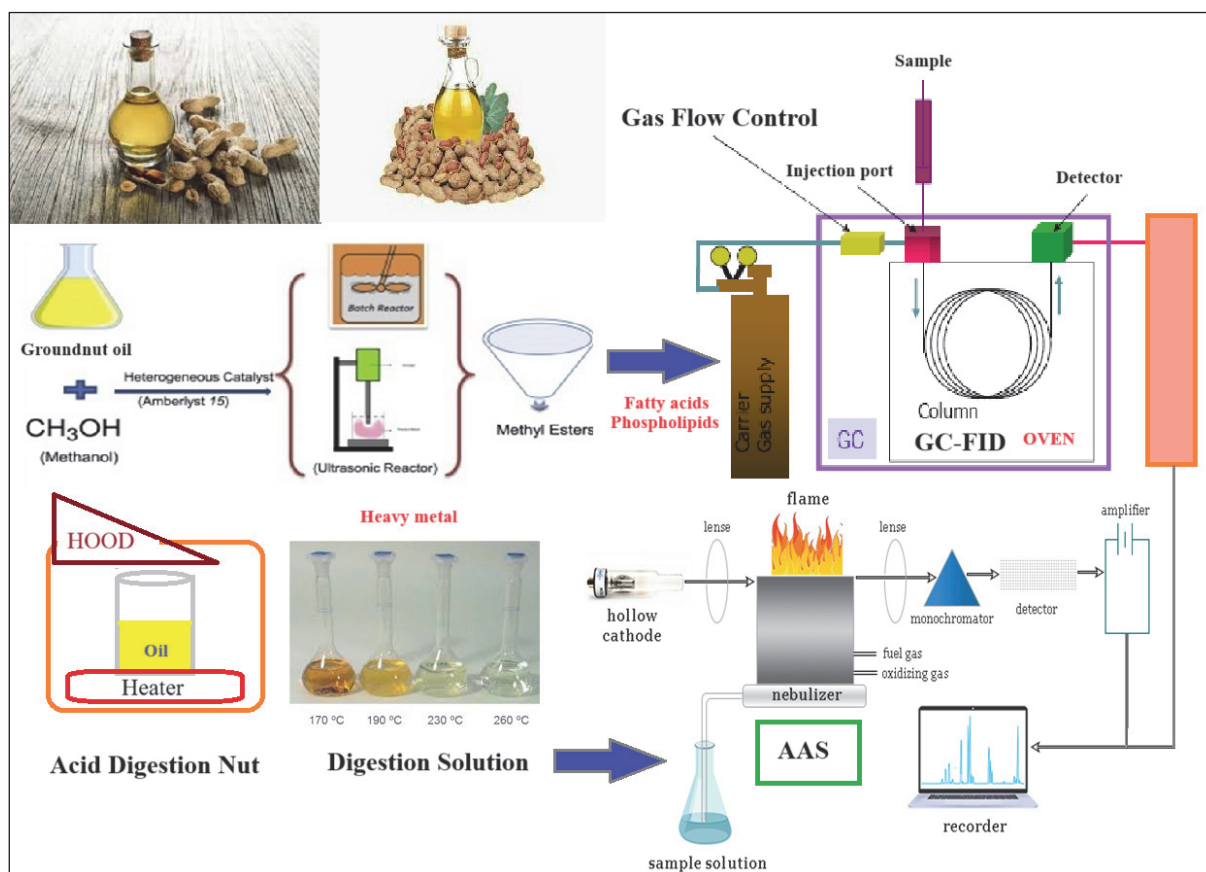 Sample
Gas Flow Control
Injection port
Detector
Batch Reactor
Groundnut oil
Heterogeneous Catalyst
(Amberlyst 15)
CH₃OH
(Methanol)
(Ultrasonic Reactor)
Methyl Esters
Fatty acids
Phospholipids
Carrier
Gas supply
Column
GC
GC-FID
OVEN
HOOD
Oil
Heater
Acid Digestion Nut
Heavy metal
170 ºC
190 ºC
230 ºC
260 ºC
Digestion Solution
flame
lense
lense
amplifier
hollow
cathode
monochromator
detector
fuel gas
oxidizing gas
nebulizer
AAS
sample solution
recorder